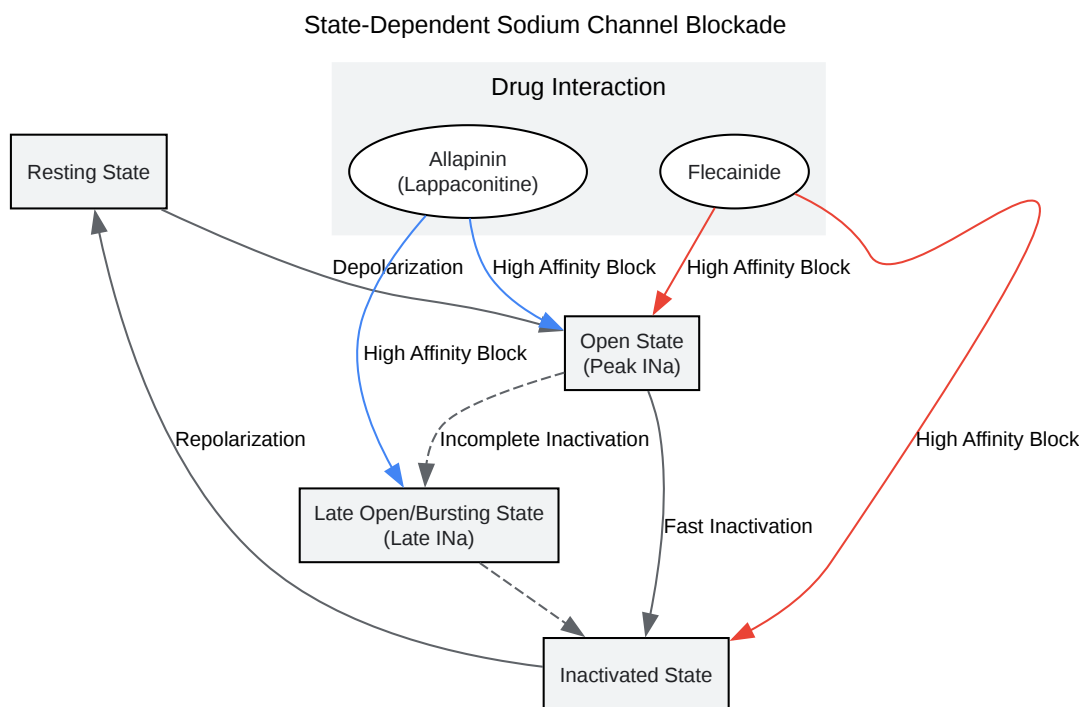 State-Dependent Sodium Channel Blockade
Drug Interaction
Resting State
Allapinin
(Lappaconitine)
Flecainide
Depolarization
High Affinity Block
High Affinity Block
Open State
(Peak INa)
High Affinity Block
Repolarization
Incomplete Inactivation
High Affinity Block
Late Open/Bursting State
(Late INa)
Fast Inactivation
Inactivated State